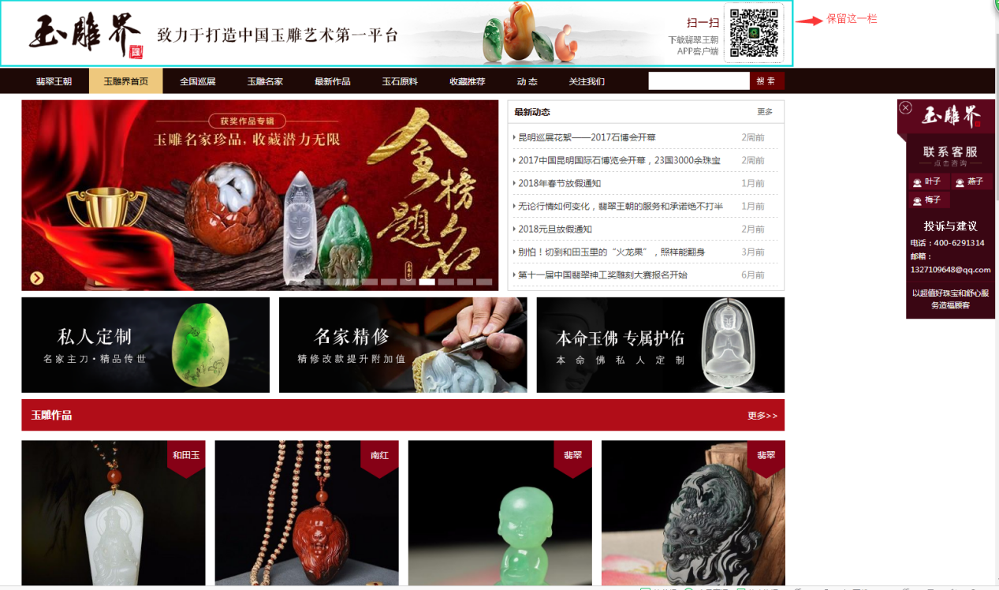 玉雕界
致力于打造中国玉雕艺术第一平台
扫一扫
下载翡翠王朝
APP客户端
保留这一栏
翡翠王朝 玉雕界首页 全国巡展 玉雕名家 最新作品 玉石原料 收藏推荐 动 态 关注我们 搜 索
获奖作品专辑
玉雕名家珍品，收藏潜力无限
金榜题名
最新动态 更多
昆明巡展花絮——2017石博会开幕 2周前
2017中国昆明国际石博览会开幕，23国3000余珠宝 2周前
2018年春节放假通知 1月前
无论行情如何变化，翡翠王朝的服务和承诺绝不打半 1月前
2018元旦放假通知 2月前
别怕！切到和田玉里的“火龙果”，照样能翻身 3月前
第十一届中国翡翠神工奖雕刻大赛报名开始 6月前
玉雕界
联系客服
点击咨询
叶子 燕子
梅子
投诉与建议
电话：400-6291314
邮箱：
1327109648@qq.com
以超值好珠宝和舒心服
务造福顾客
私人定制
名家主刀·精品传世
名家精修
精修改款提升附加值
本命玉佛 专属护佑
本命佛私人定制
玉雕作品 更多>>
和田玉
南红
翡翠
翡翠